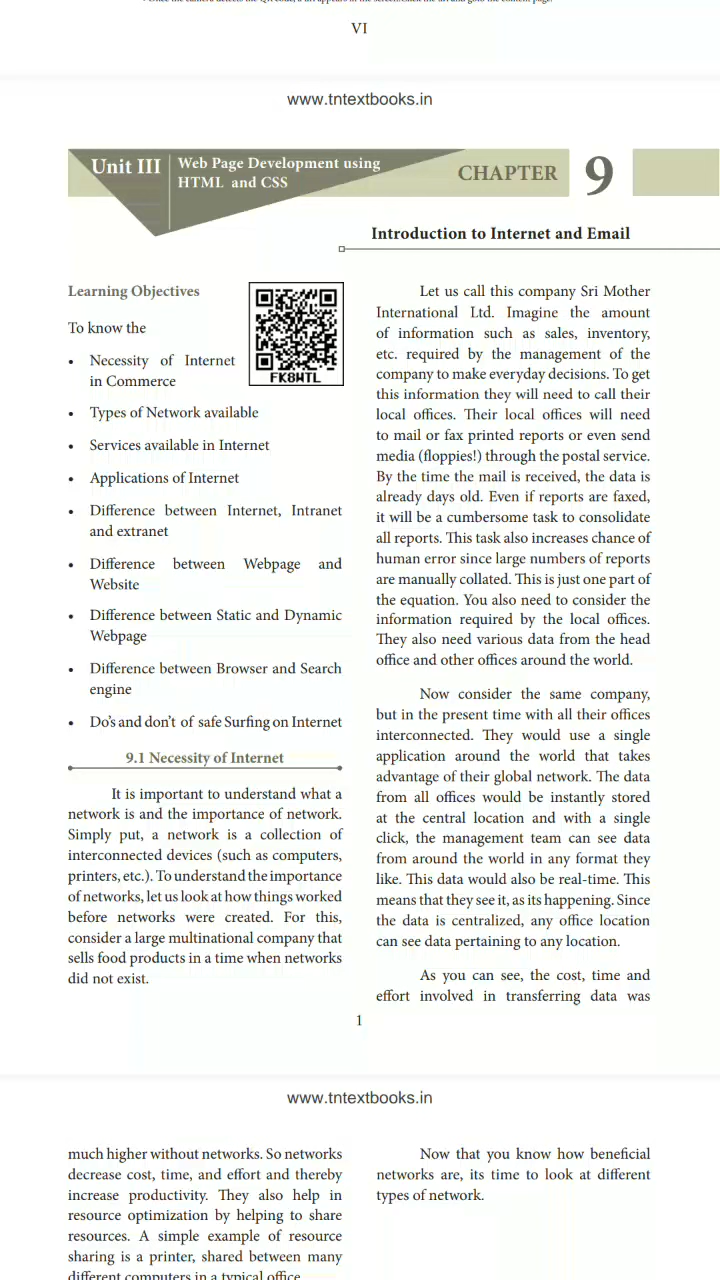 VI
www.tntextbooks.in
Unit III
Web Page Development using
HTML and CSS
CHAPTER 9
Introduction to Internet and Email
Learning Objectives
To know the
• Necessity of Internet
in Commerce
• Types of Network available
• Services available in Internet
• Applications of Internet
• Difference between Internet, Intranet
and extranet
• Difference between Webpage and
Website
• Difference between Static and Dynamic
Webpage
• Difference between Browser and Search
engine
• Do's and don't of safe Surfing on Internet
FK8WTL
9.1 Necessity of Internet
It is important to understand what a
network is and the importance of network.
Simply put, a network is a collection of
interconnected devices (such as computers,
printers, etc.). To understand the importance
of networks, let us look at how things worked
before networks were created. For this,
consider a large multinational company that
sells food products in a time when networks
did not exist.
Let us call this company Sri Mother
International Ltd. Imagine the amount
of information such as sales, inventory,
etc. required by the management of the
company to make everyday decisions. To get
this information they will need to call their
local offices. Their local offices will need
to mail or fax printed reports or even send
media (floppies!) through the postal service.
By the time the mail is received, the data is
already days old. Even if reports are faxed,
it will be a cumbersome task to consolidate
all reports. This task also increases chance of
human error since large numbers of reports
are manually collated. This is just one part of
the equation. You also need to consider the
information required by the local offices.
They also need various data from the head
office and other offices around the world.
Now consider the same company,
but in the present time with all their offices
interconnected. They would use a single
application around the world that takes
advantage of their global network. The data
from all offices would be instantly stored
at the central location and with a single
click, the management team can see data
from around the world in any format they
like. This data would also be real-time. This
means that they see it, as its happening. Since
the data is centralized, any office location
can see data pertaining to any location.
As you can see, the cost, time and
effort involved in transferring data was
1
www.tntextbooks.in
much higher without networks. So networks
decrease cost, time, and effort and thereby
increase productivity. They also help in
resource optimization by helping to share
resources. A simple example of resource
sharing is a printer, shared between many
different computers in a typical office
Now that you know how beneficial
networks are, its time to look at different
types of network.